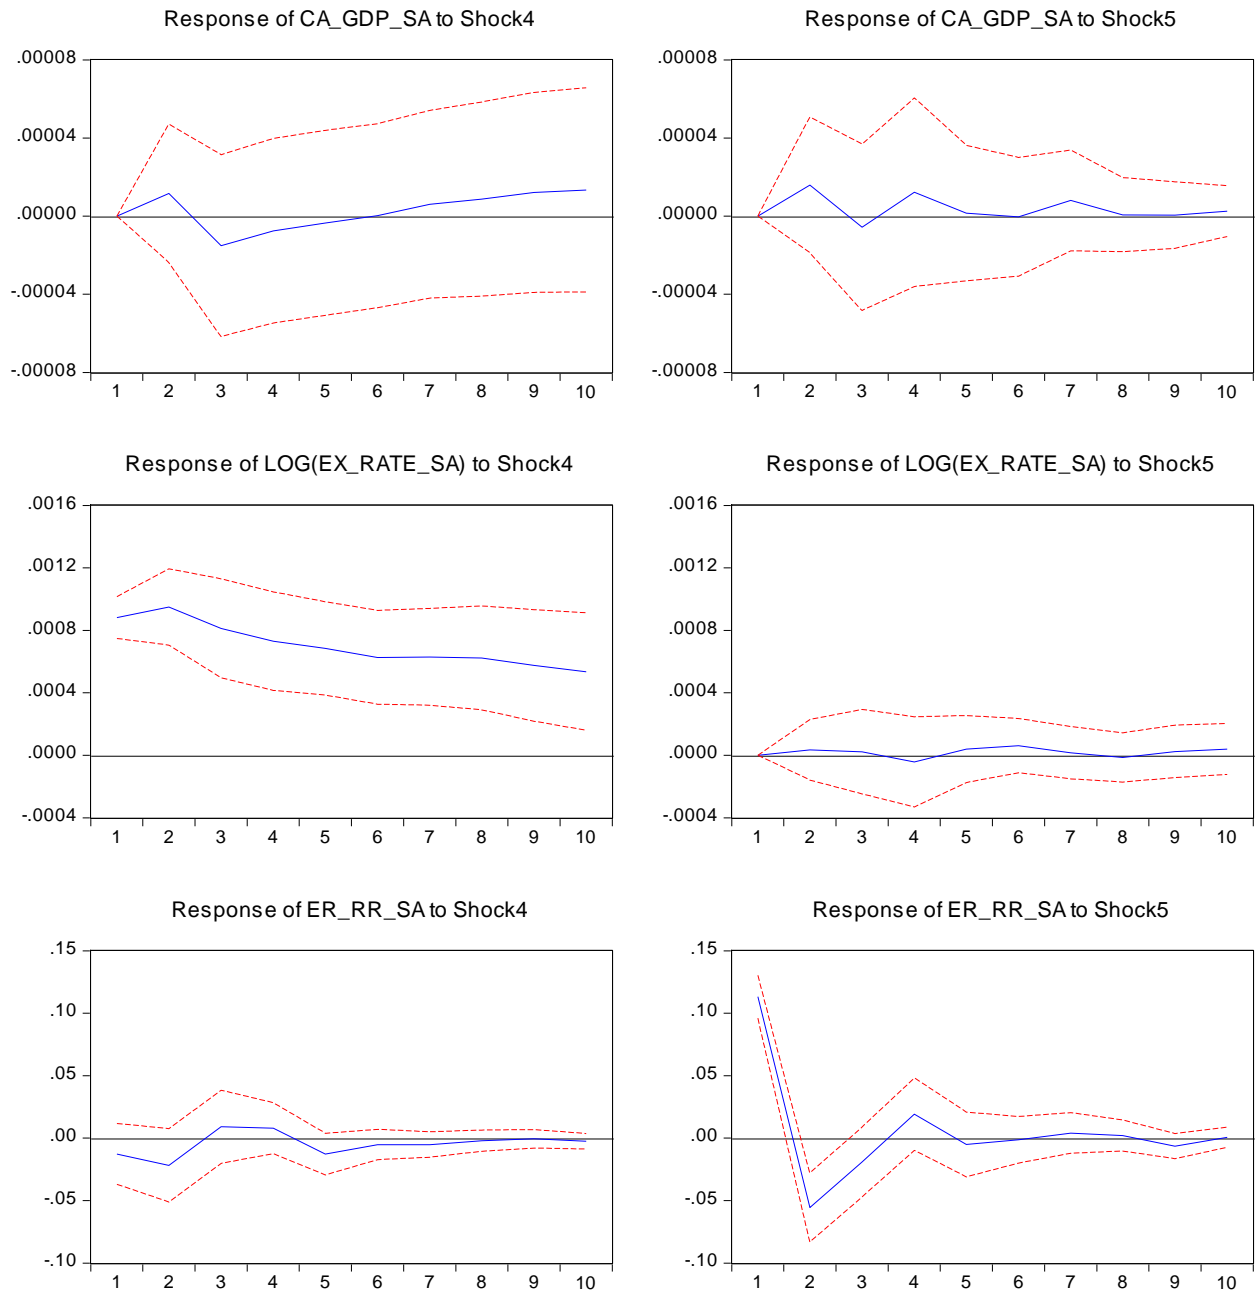 Response of CA_GDP_SA to Shock4
.00008
.00004
.00000
-.00004
-.00008
1 2 3 4 5 6 7 8 9 10
Response of CA_GDP_SA to Shock5
.00008
.00004
.00000
-.00004
-.00008
1 2 3 4 5 6 7 8 9 10
Response of LOG(EX_RATE_SA) to Shock4
.0016
.0012
.0008
.0004
.0000
-.0004
1 2 3 4 5 6 7 8 9 10
Response of LOG(EX_RATE_SA) to Shock5
.0016
.0012
.0008
.0004
.0000
-.0004
1 2 3 4 5 6 7 8 9 10
Response of ER_RR_SA to Shock4
.15
.10
.05
.00
-.05
-.10
1 2 3 4 5 6 7 8 9 10
Response of ER_RR_SA to Shock5
.15
.10
.05
.00
-.05
-.10
1 2 3 4 5 6 7 8 9 10